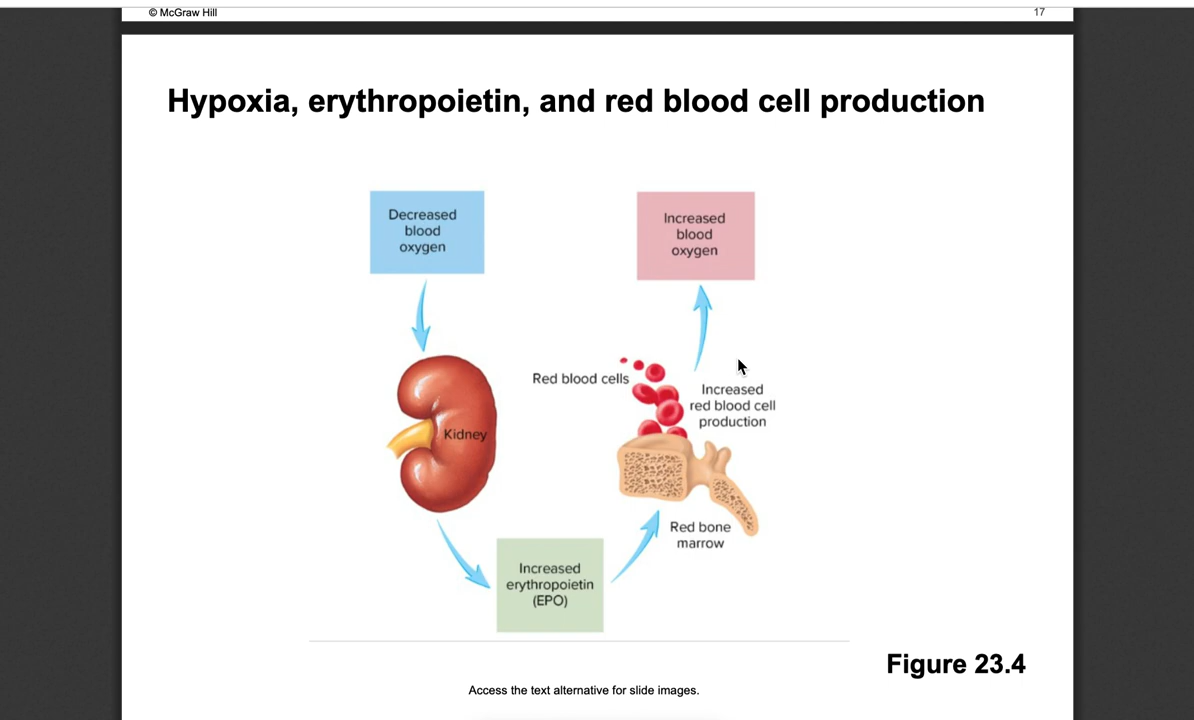 © McGraw Hill
17
Hypoxia, erythropoietin, and red blood cell production
Decreased
blood
oxygen
Increased
blood
oxygen
Red blood cells
Increased
red blood cell
production
Kidney
Red bone
marrow
Increased
erythropoietin
(EPO)
Figure 23.4
Access the text alternative for slide images.